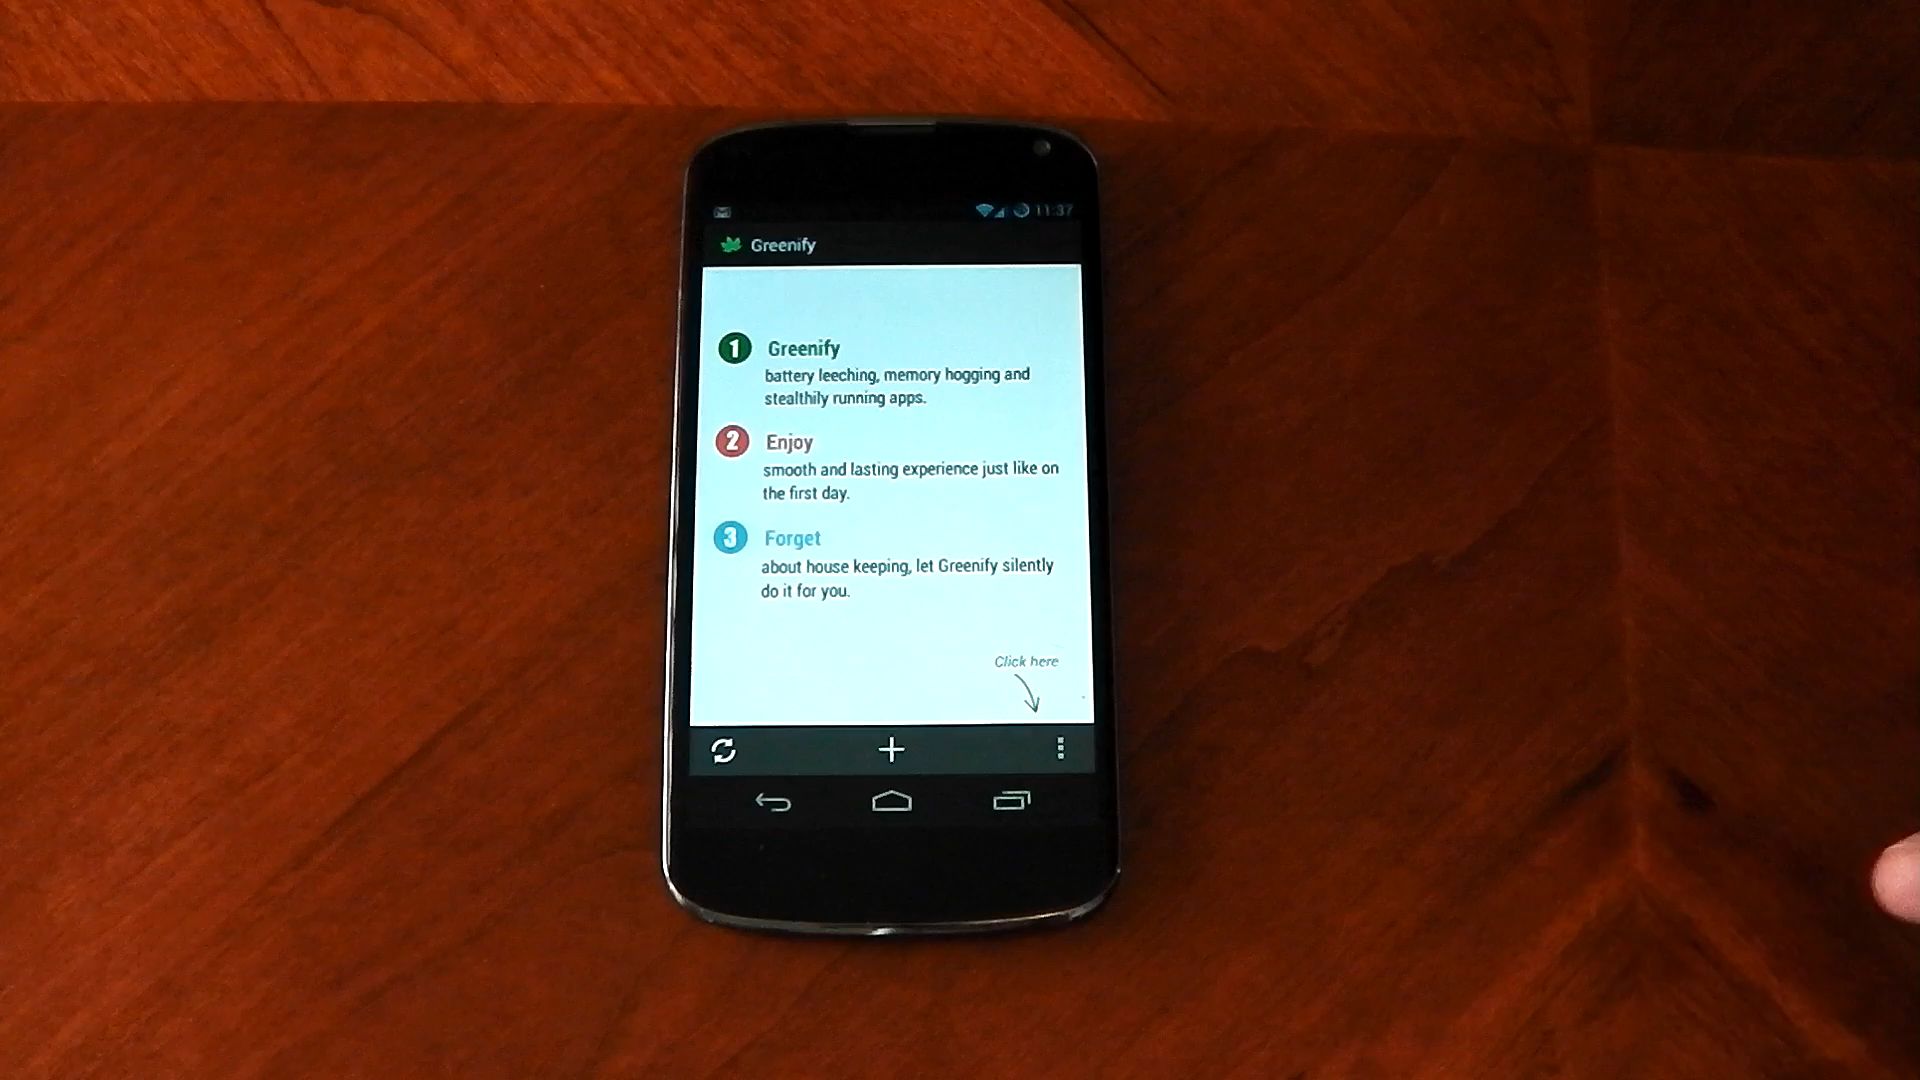 11:37
Greenify
1 Greenify
battery leeching, memory hogging and
stealthily running apps.
2 Enjoy
smooth and lasting experience just like on
the first day.
3 Forget
about house keeping, let Greenify silently
do it for you.
Click here